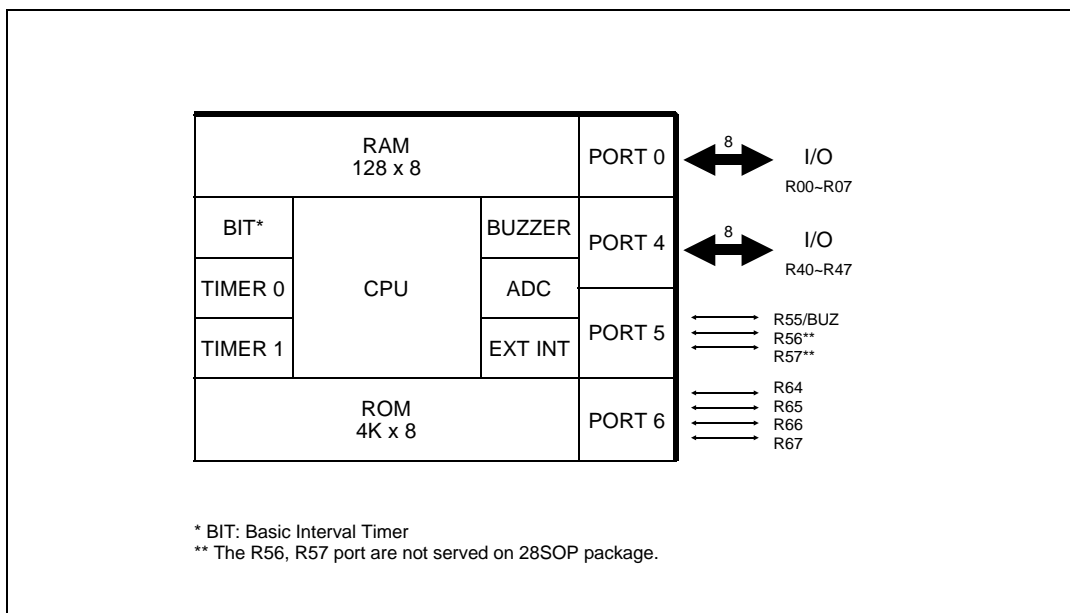 RAM
128 x 8
PORT 0
8
I/O
R00~R07
BIT*
BUZZER
PORT 4
8
I/O
R40~R47
TIMER 0
CPU
ADC
TIMER 1
EXT INT
PORT 5
R55/BUZ
R56**
R57**
ROM
4K x 8
PORT 6
R64
R65
R66
R67
* BIT: Basic Interval Timer
** The R56, R57 port are not served on 28SOP package.